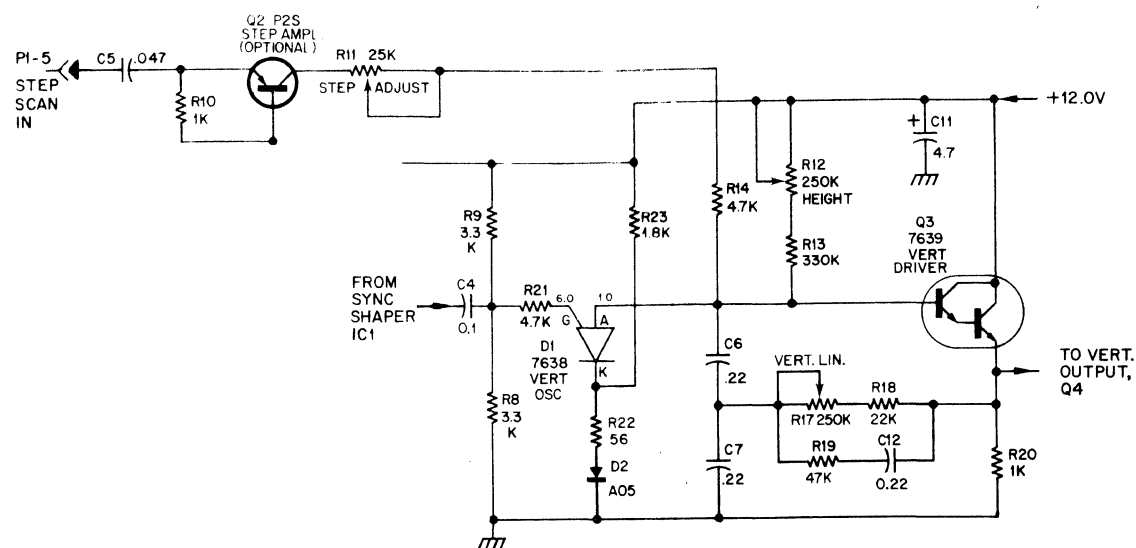 Q2 P2S
STEP AMPL.
(OPTIONAL)
P1-5
STEP
SCAN
IN
C5
.047
R10
1K
R11 25K
STEP ADJUST
+12.0V
C11
+
4.7
R12
250K
HEIGHT
R14
4.7K
R13
330K
R9
3.3
K
R23
1.8K
Q3
7639
VERT
DRIVER
FROM
SYNC
SHAPER
IC1
C4
0.1
R21
4.7K
6.0
G
1.0
A
K
D1
7638
VERT
OSC
C6
.22
VERT. LIN.
R17 250K
R18
22K
TO VERT.
OUTPUT,
Q4
R8
3.3
K
R22
56
D2
A05
C7
.22
R19
47K
C12
0.22
R20
1K